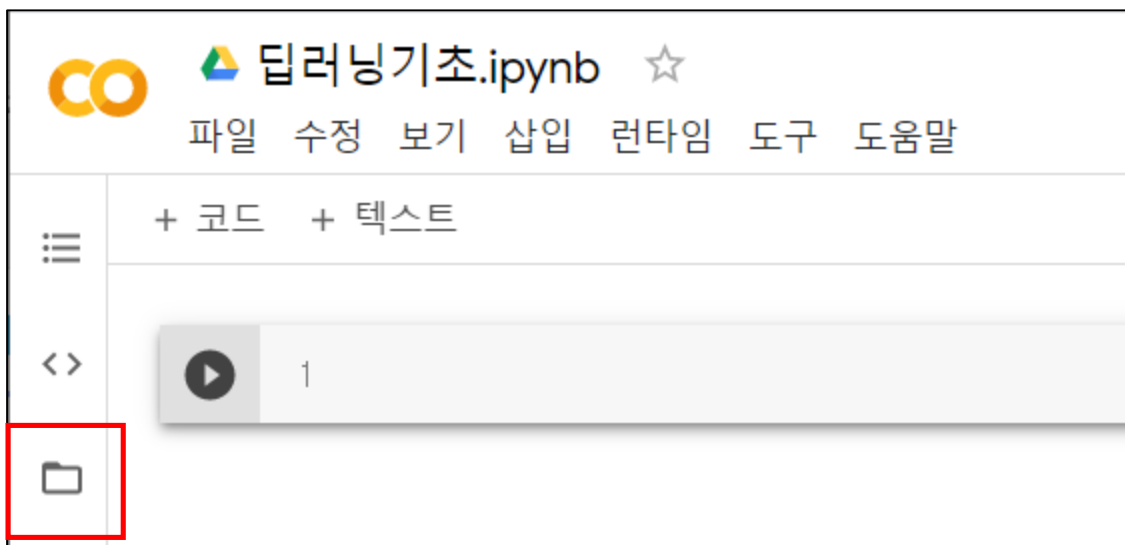 딥러닝기초.ipynb
파일 수정 보기 삽입 런타임 도구 도움말
+ 코드 + 텍스트
1